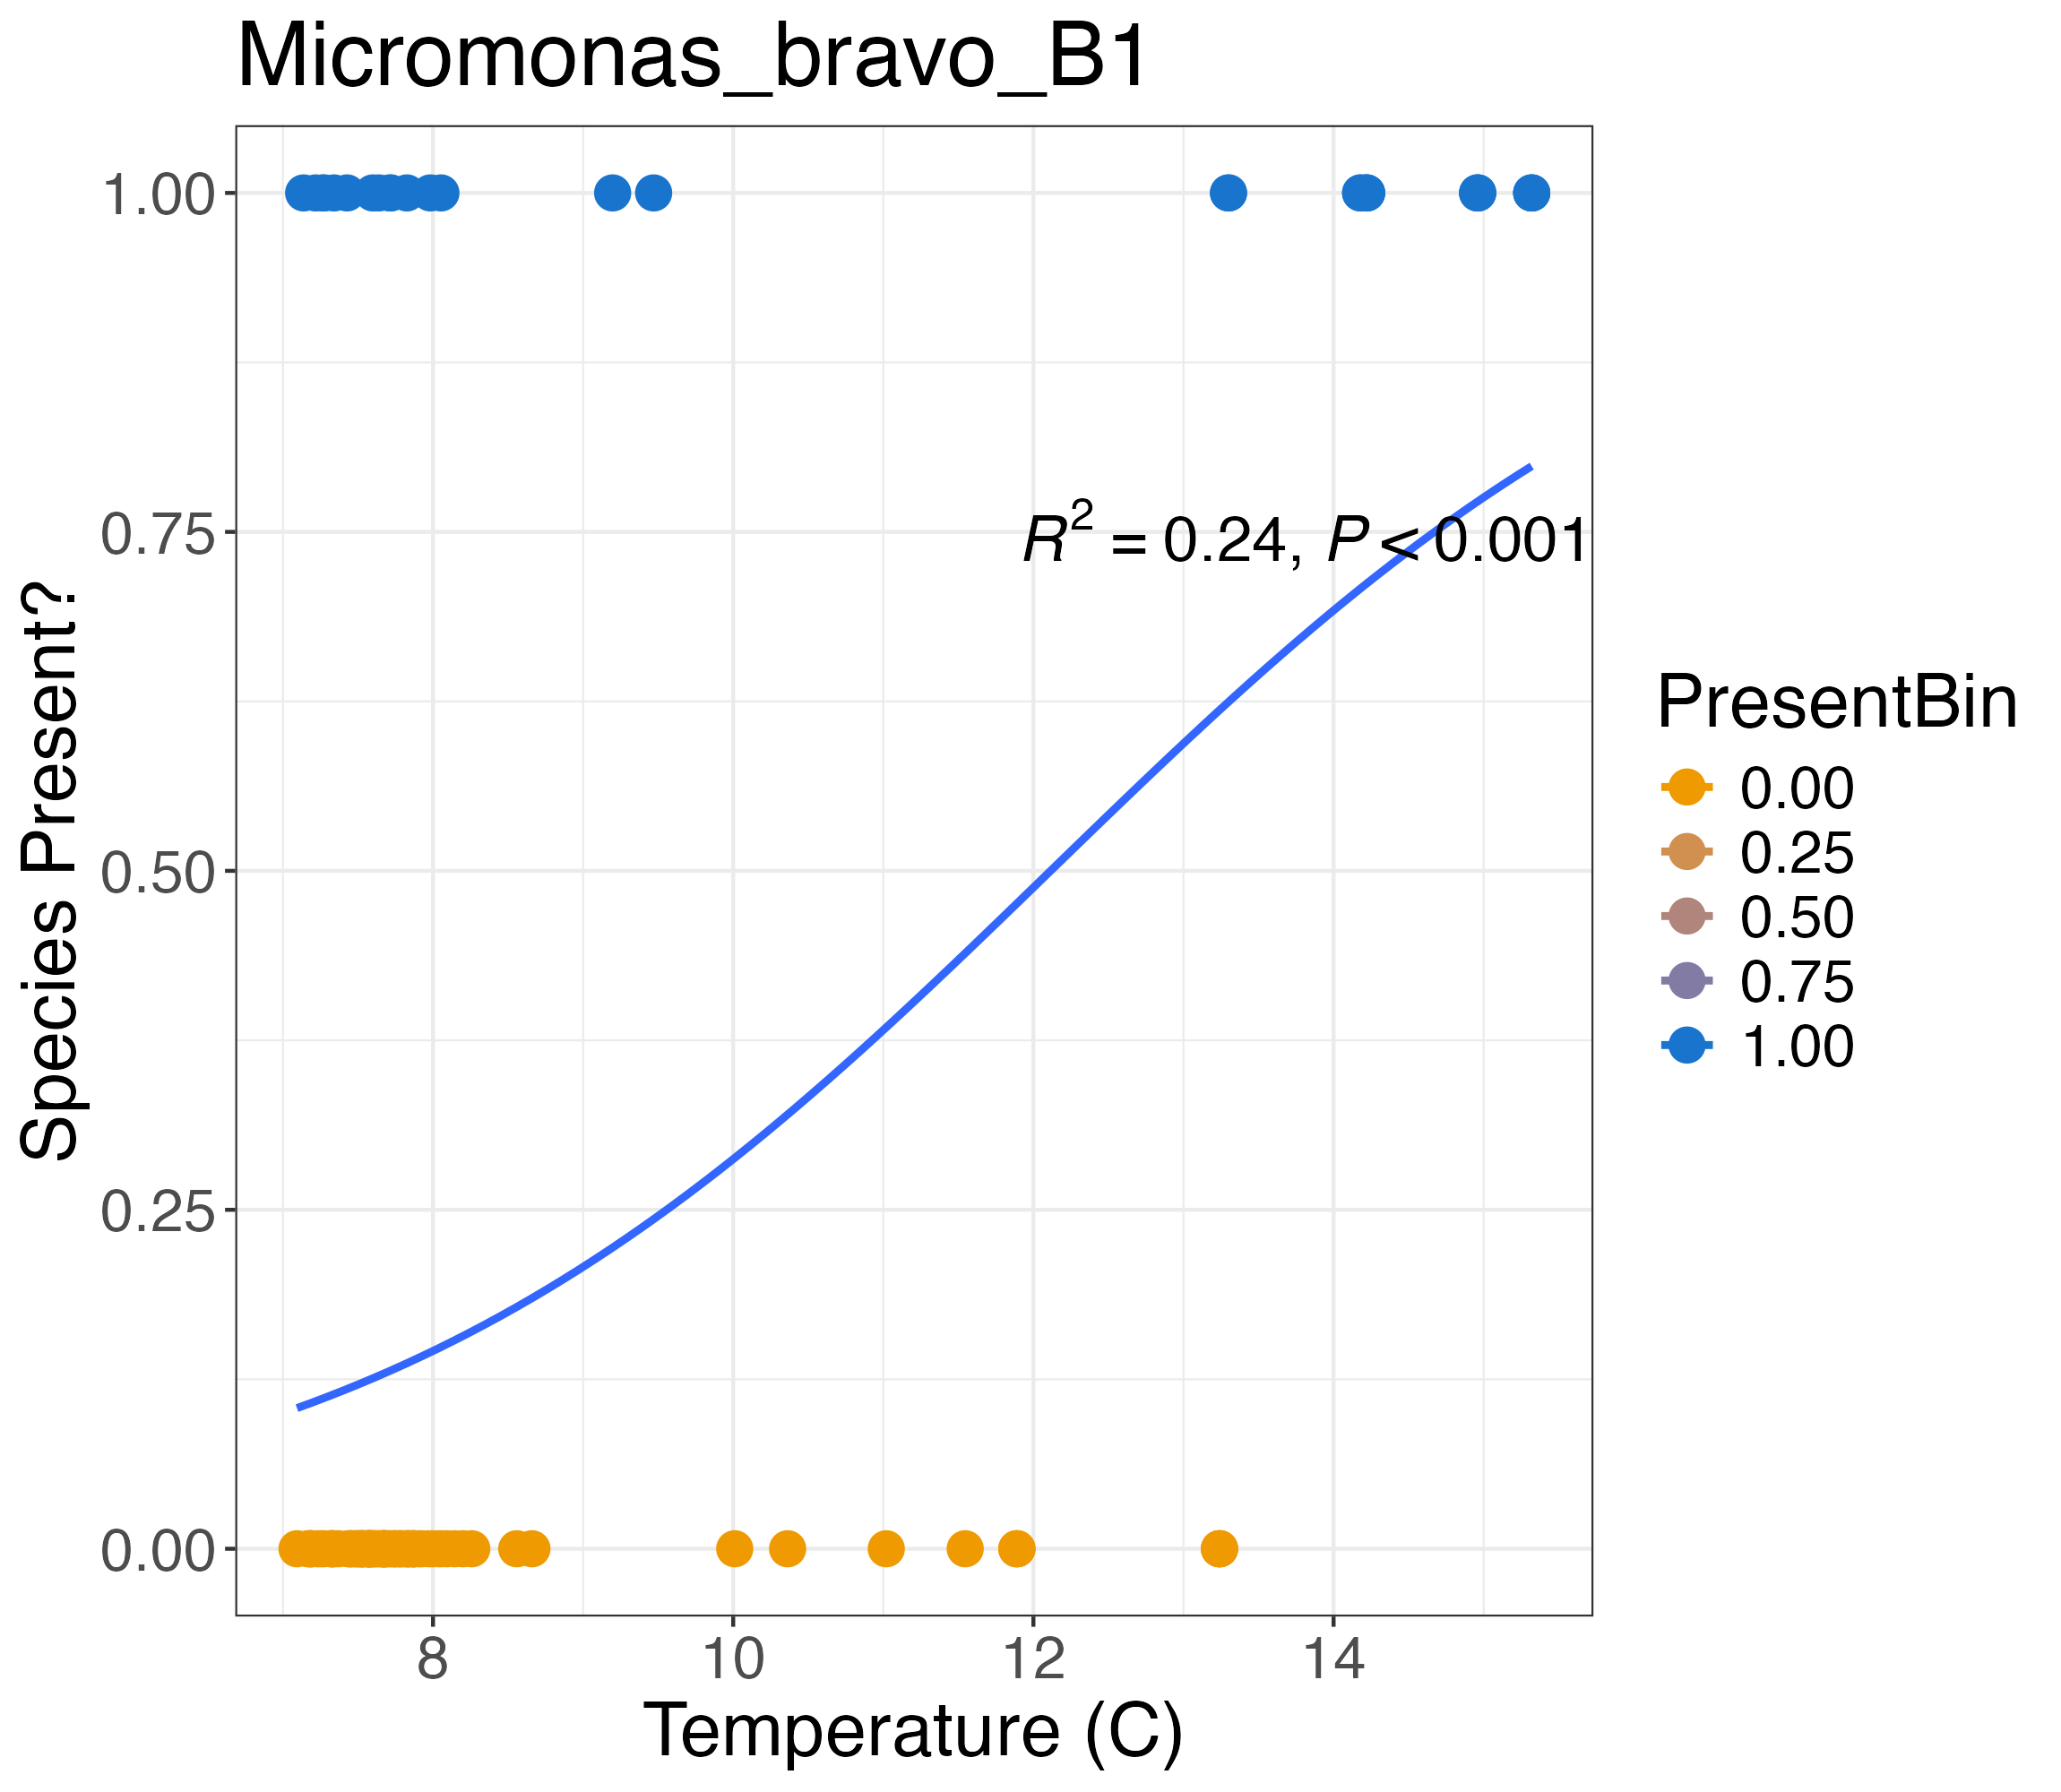 Micromonas_bravo_B1
1.00
0.75
0.50
0.25
0.00
Species Present?
R² = 0.24, P < 0.001
8 10 12 14
Temperature (C)
PresentBin
0.00
0.25
0.50
0.75
1.00